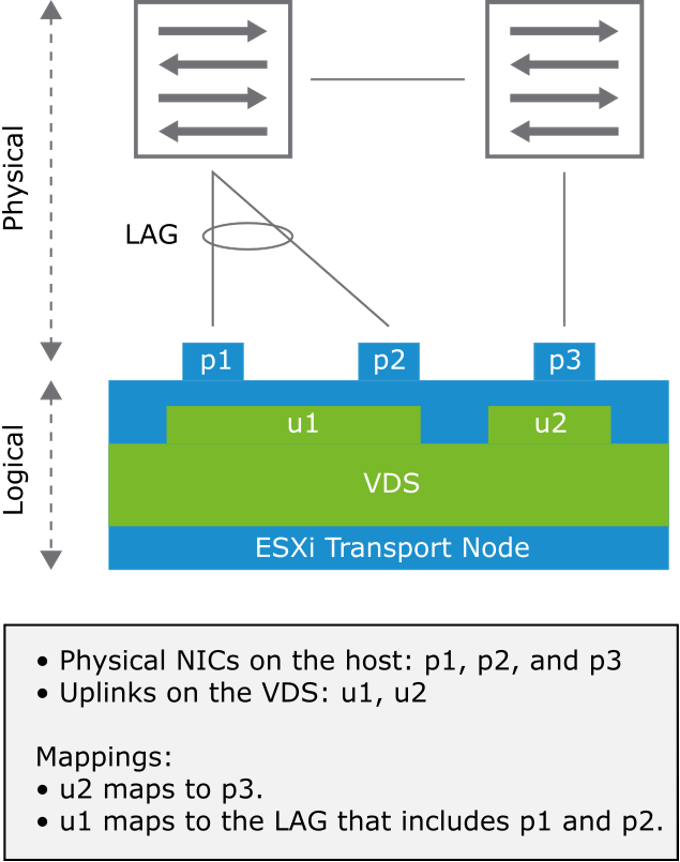 Physical
LAG
p1
p2
p3
Logical
u1
u2
VDS
ESXi Transport Node
• Physical NICs on the host: p1, p2, and p3
• Uplinks on the VDS: u1, u2
Mappings:
• u2 maps to p3.
• u1 maps to the LAG that includes p1 and p2.